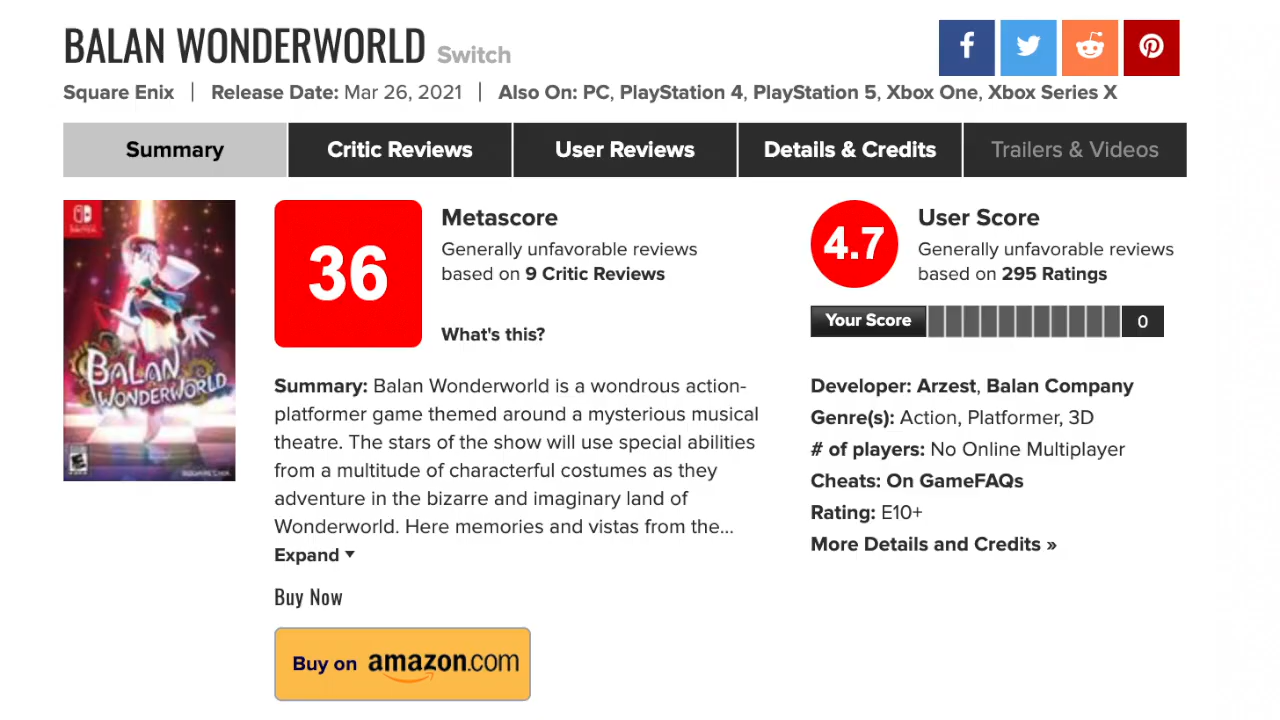 BALAN WONDERWORLD Switch
Square Enix | Release Date: Mar 26, 2021 | Also On: PC, PlayStation 4, PlayStation 5, Xbox One, Xbox Series X
Summary Critic Reviews User Reviews Details & Credits Trailers & Videos
BALAN
WONDERWORLD
E
36
Metascore
Generally unfavorable reviews
based on 9 Critic Reviews
What's this?
4.7
User Score
Generally unfavorable reviews
based on 295 Ratings
Your Score 0
Summary: Balan Wonderworld is a wondrous action-
platformer game themed around a mysterious musical
theatre. The stars of the show will use special abilities
from a multitude of characterful costumes as they
adventure in the bizarre and imaginary land of
Wonderworld. Here memories and vistas from the...
Expand
Developer: Arzest, Balan Company
Genre(s): Action, Platformer, 3D
# of players: No Online Multiplayer
Cheats: On GameFAQs
Rating: E10+
More Details and Credits »
Buy Now
Buy on amazon.com